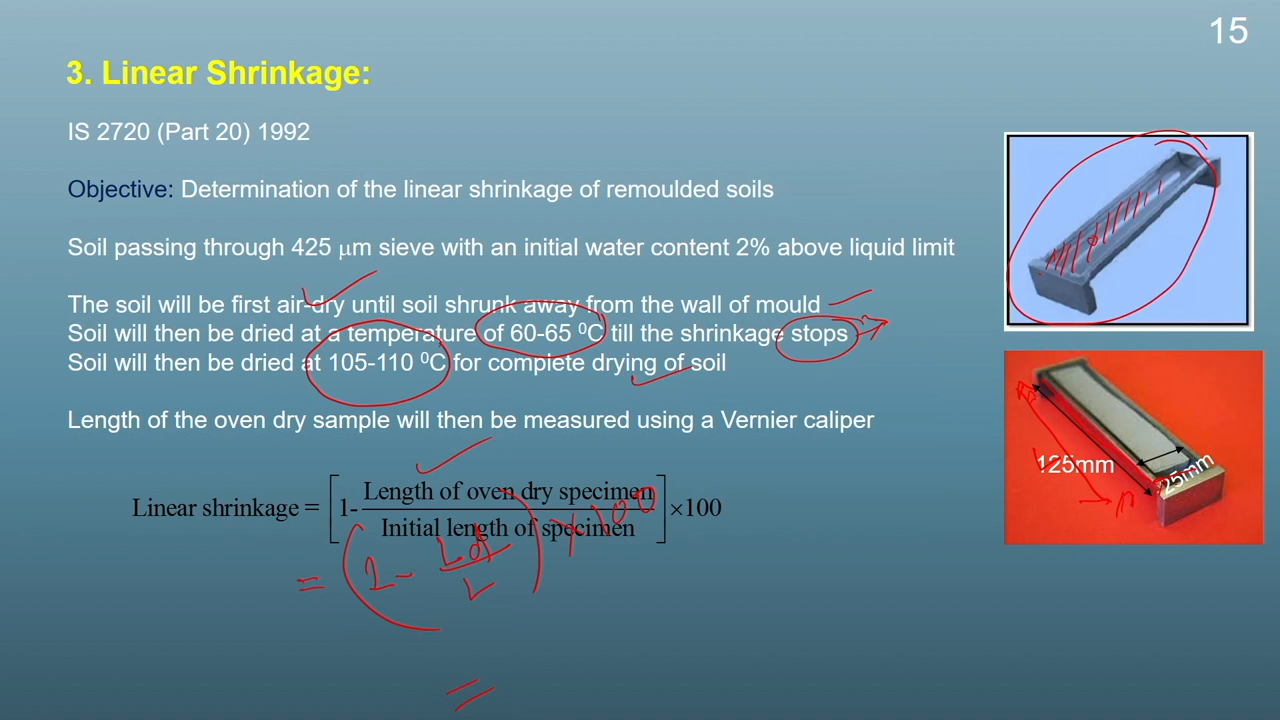 15
3. Linear Shrinkage:
IS 2720 (Part 20) 1992
Objective: Determination of the linear shrinkage of remoulded soils
Soil passing through 425 μm sieve with an initial water content 2% above liquid limit
The soil will be first air-dry until soil shrunk away from the wall of mould
Soil will then be dried at a temperature of 60-65 ⁰C till the shrinkage stops
Soil will then be dried at 105-110 ⁰C for complete drying of soil
Length of the oven dry sample will then be measured using a Vernier caliper
Linear shrinkage = [1- Length of oven dry specimen / Initial length of specimen] ×100
= (1 - Ld / L) × 100
=
125mm
25mm